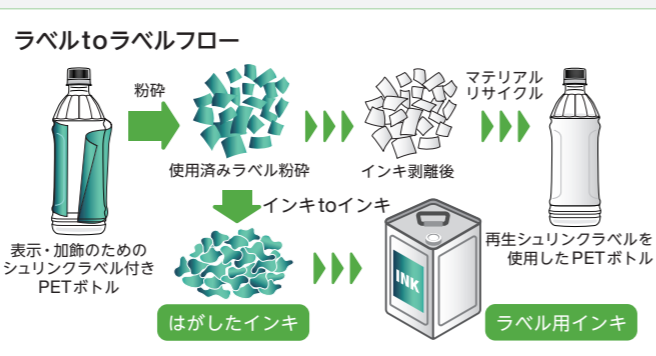 ラベルtoラベルフロー
粉砕
マテリアル
リサイクル
使用済みラベル粉砕
インキ剥離後
インキtoインキ
表示・加飾のための
シュリンクラベル付き
PETボトル
再生シュリンクラベルを
使用したPETボトル
INK
はがしたインキ
ラベル用インキ